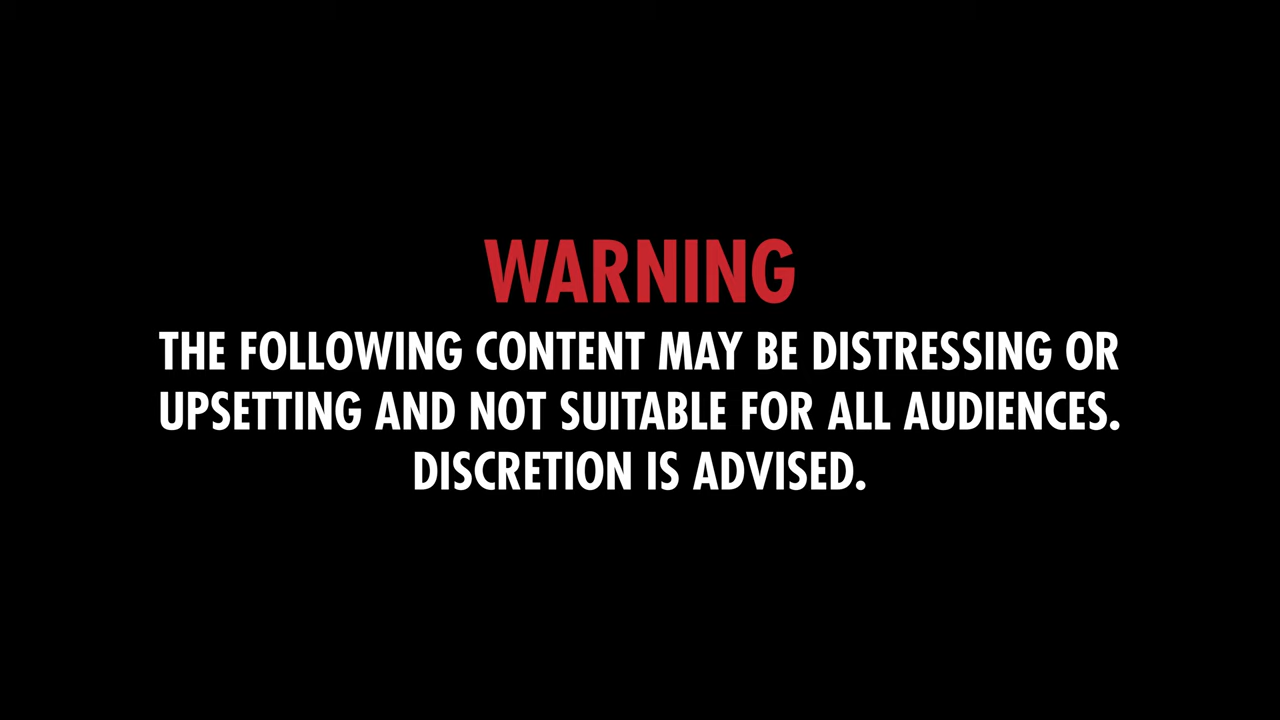 WARNING
THE FOLLOWING CONTENT MAY BE DISTRESSING OR
UPSETTING AND NOT SUITABLE FOR ALL AUDIENCES.
DISCRETION IS ADVISED.